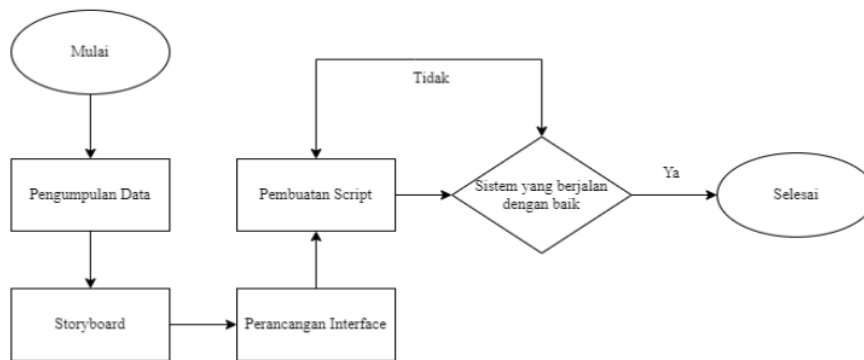 Mulai
Pengumpulan Data
Storyboard
Perancangan Interface
Pembuatan Script
Tidak
Sistem yang berjalan
dengan baik
Ya
Selesai